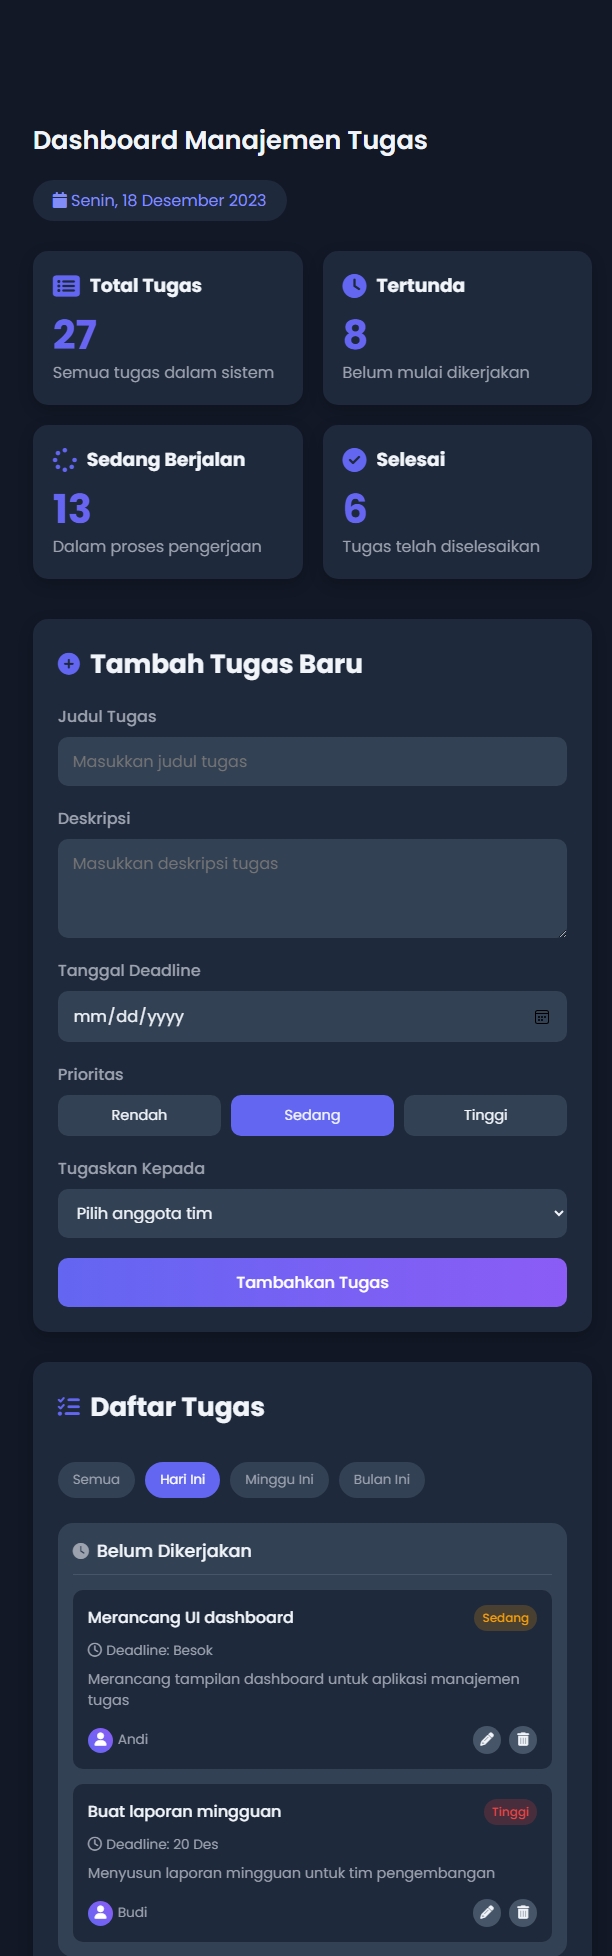 Dashboard Manajemen Tugas
Senin, 18 Desember 2023
Total Tugas
27
Semua tugas dalam sistem
Tertunda
8
Belum mulai dikerjakan
Sedang Berjalan
13
Dalam proses pengerjaan
Selesai
6
Tugas telah diselesaikan
Tambah Tugas Baru
Judul Tugas
Masukkan judul tugas
Deskripsi
Masukkan deskripsi tugas
Tanggal Deadline
mm/dd/yyyy
Prioritas
Rendah
Sedang
Tinggi
Tugaskan Kepada
Pilih anggota tim
Tambahkan Tugas
Daftar Tugas
Semua
Hari Ini
Minggu Ini
Bulan Ini
Belum Dikerjakan
Merancang UI dashboard
Sedang
Deadline: Besok
Merancang tampilan dashboard untuk aplikasi manajemen
tugas
Andi
Buat laporan mingguan
Tinggi
Deadline: 20 Des
Menyusun laporan mingguan untuk tim pengembangan
Budi